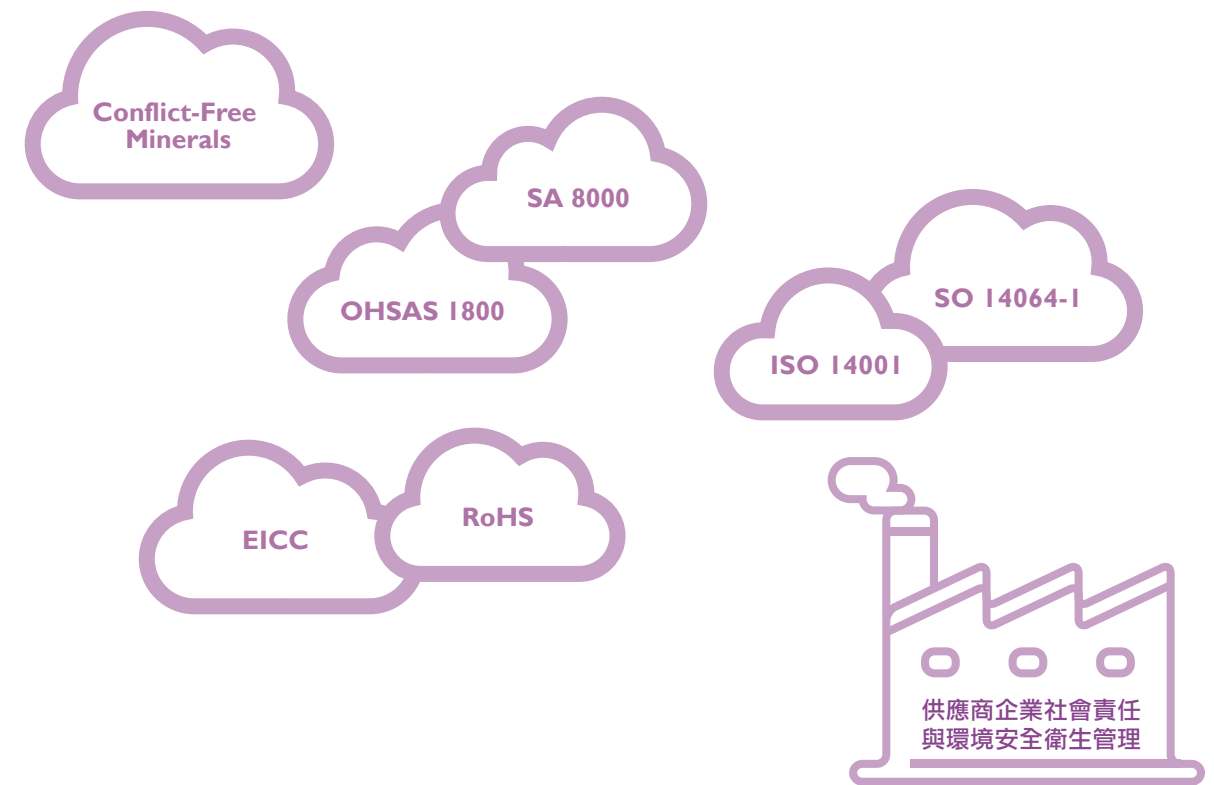 Conflict-Free
Minerals
SA 8000
OHSAS 1800
SO 14064-1
ISO 14001
EICC
RoHS
供應商企業社會責任
與環境安全衛生管理